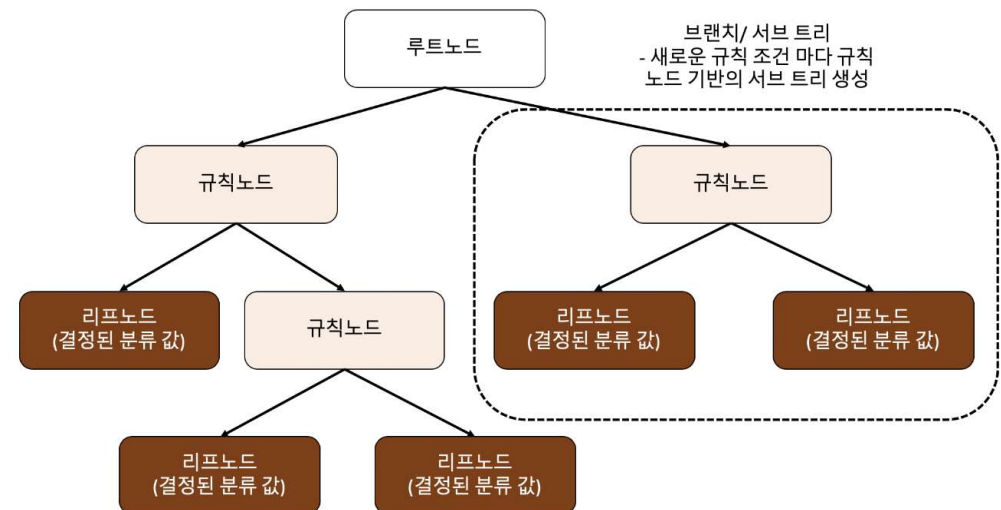 루트노드
브랜치/ 서브 트리
- 새로운 규칙 조건 마다 규칙
노드 기반의 서브 트리 생성
규칙노드
규칙노드
리프노드
(결정된 분류 값)
규칙노드
리프노드
(결정된 분류 값)
리프노드
(결정된 분류 값)
리프노드
(결정된 분류 값)
리프노드
(결정된 분류 값)